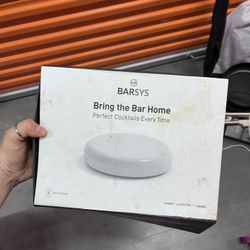 BARSYS
Bring the Bar Home
Perfect Cocktails Every Time